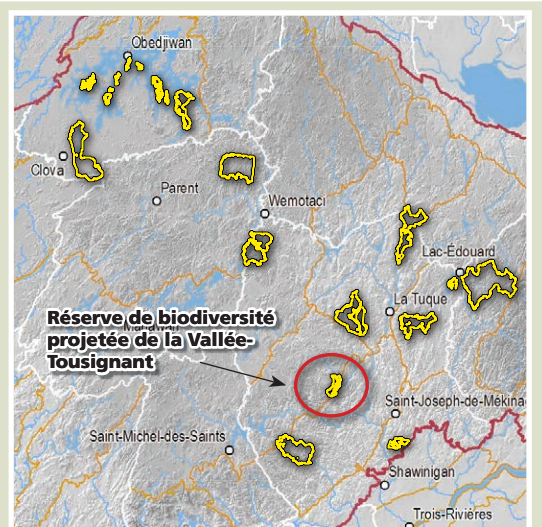 Obedjiwan
Clova
Parent
Wemotaci
Lac-Édouard
La Tuque
Réserve de biodiversité
projetée de la Vallée-
Tousignant
Saint-Joseph-de-Mékina
Saint-Michel-des-Saints
Shawinigan
Trois-Rivières